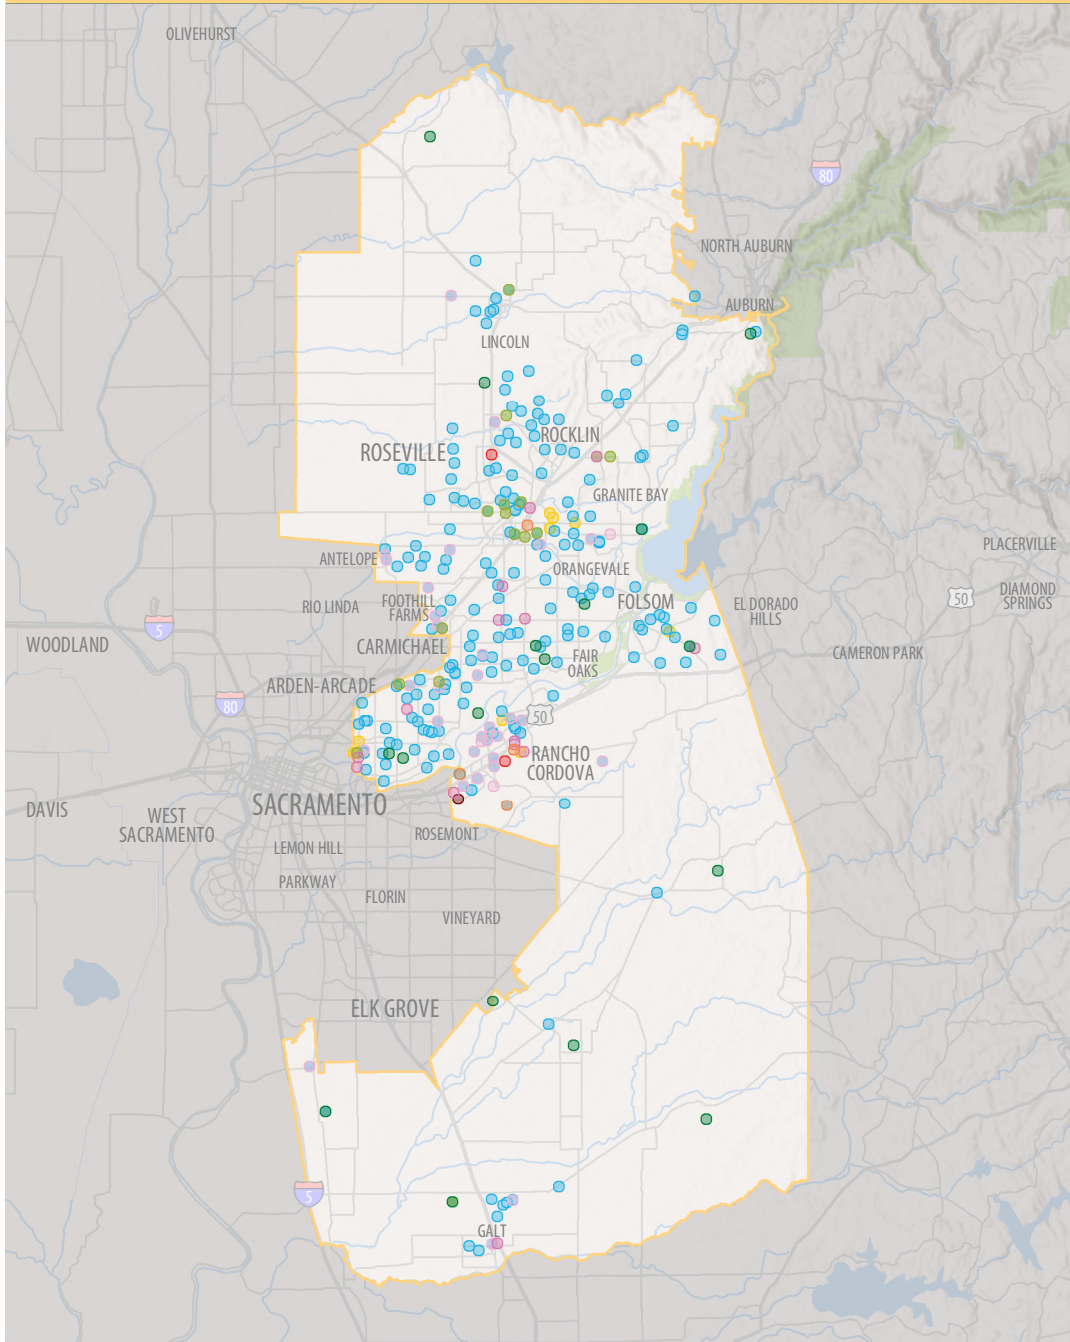 OLIVEHURST
80
NORTH AUBURN
AUBURN
LINCOLN
ROCKLIN
ROSEVILLE
GRANITE BAY
ANTELOPE
PLACERVILLE
ORANGEVALE
RIO LINDA
FOOTHILL
FARMS
FOLSOM
EL DORADO
HILLS
50
DIAMOND
SPRINGS
5
WOODLAND
CARMICHAEL
FAIR
OAKS
CAMERON PARK
ARDEN-ARCADE
80
50
RANCHO
CORDOVA
DAVIS
WEST
SACRAMENTO
SACRAMENTO
ROSEMONT
LEMON HILL
PARKWAY
FLORIN
VINEYARD
ELK GROVE
5
GALT